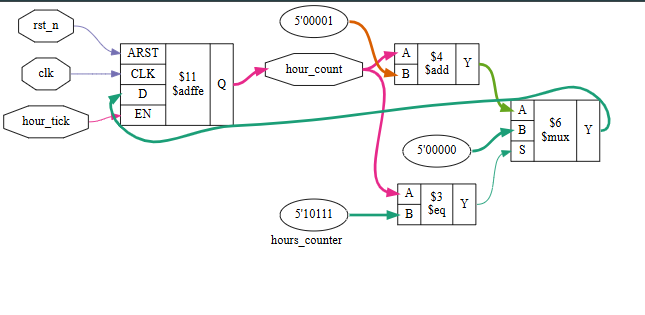 rst_n
clk
hour_tick
ARST
CLK
D
EN
$11
$adffe
Q
5'00001
hour_count
A
B
$4
$add
Y
5'00000
A
B
S
$6
$mux
Y
5'10111
A
B
$3
$eq
Y
hours_counter